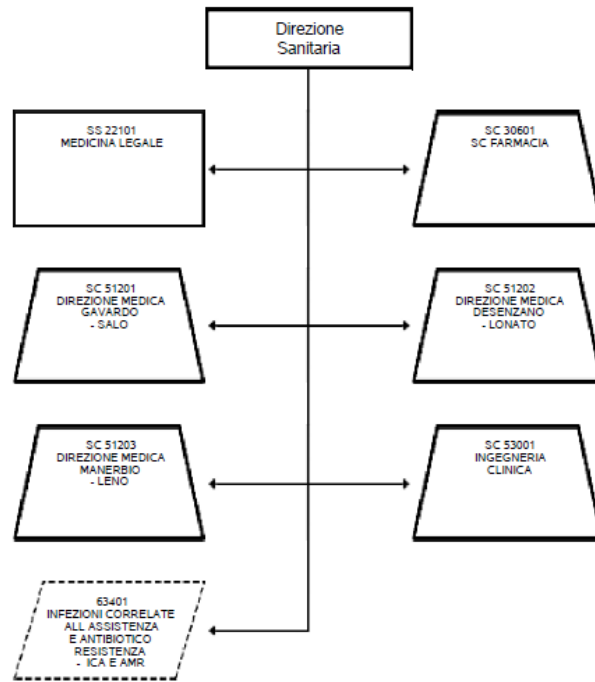 Direzione
Sanitaria
SS 22101
MEDICINA LEGALE
SC 30601
SC FARMACIA
SC 51201
DIREZIONE MEDICA
GAVARDO
- SALO
SC 51202
DIREZIONE MEDICA
DESENZANO
- LONATO
SC 51203
DIREZIONE MEDICA
MANERBIO
- LENO
SC 53001
INGEGNERIA
CLINICA
63401
INFEZIONI CORRELATE
ALL ASSISTENZA
E ANTIBIOTICO
RESISTENZA
- ICA E AMR